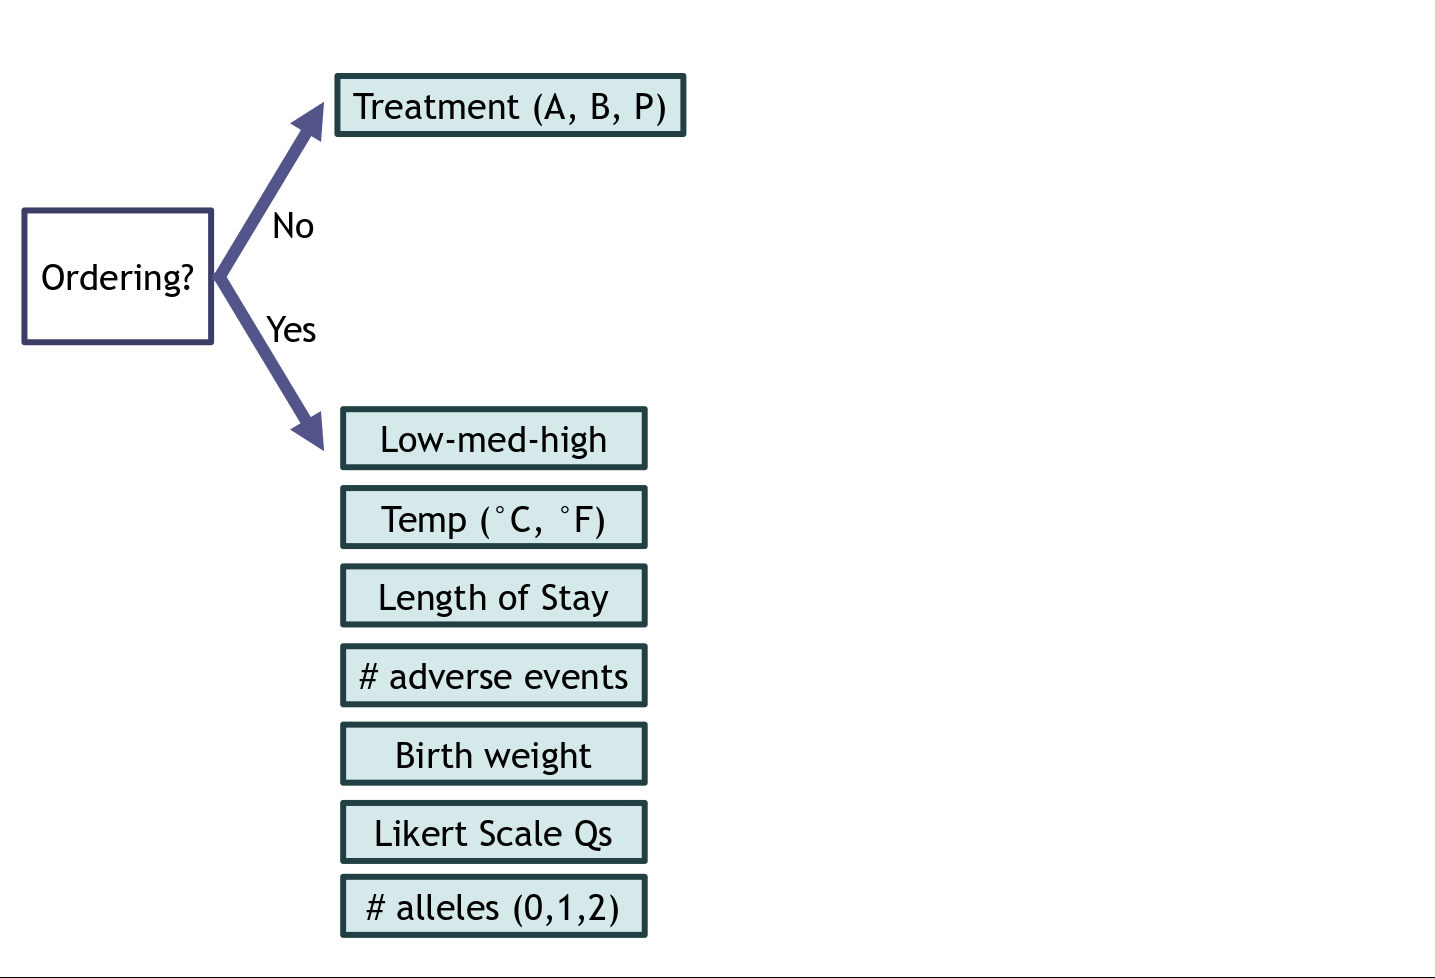 Treatment (A, B, P)
No
Ordering?
Yes
Low-med-high
Temp (˚C, ˚F)
Length of Stay
# adverse events
Birth weight
Likert Scale Qs
# alleles (0,1,2)